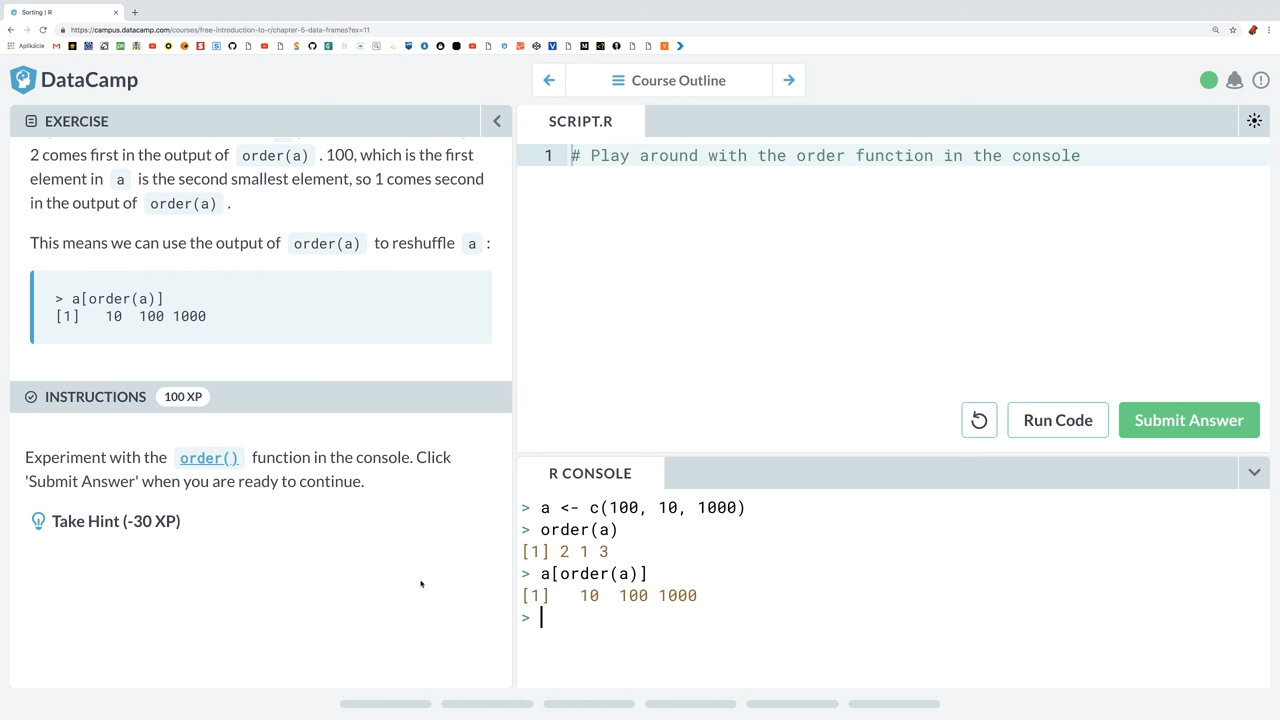 Sorting | R
https://campus.datacamp.com/courses/free-introduction-to-r/chapter-5-data-frames?ex=11
Aplikácie
DataCamp
Course Outline
EXERCISE
2 comes first in the output of order(a) . 100, which is the first
element in a is the second smallest element, so 1 comes second
in the output of order(a) .
This means we can use the output of order(a) to reshuffle a :
> a[order(a)]
[1]   10  100 1000
INSTRUCTIONS 100 XP
Experiment with the order() function in the console. Click
'Submit Answer' when you are ready to continue.
Take Hint (-30 XP)
SCRIPT.R
1 # Play around with the order function in the console
Run Code
Submit Answer
R CONSOLE
> a <- c(100, 10, 1000)
> order(a)
[1] 2 1 3
> a[order(a)]
[1]   10  100 1000
>